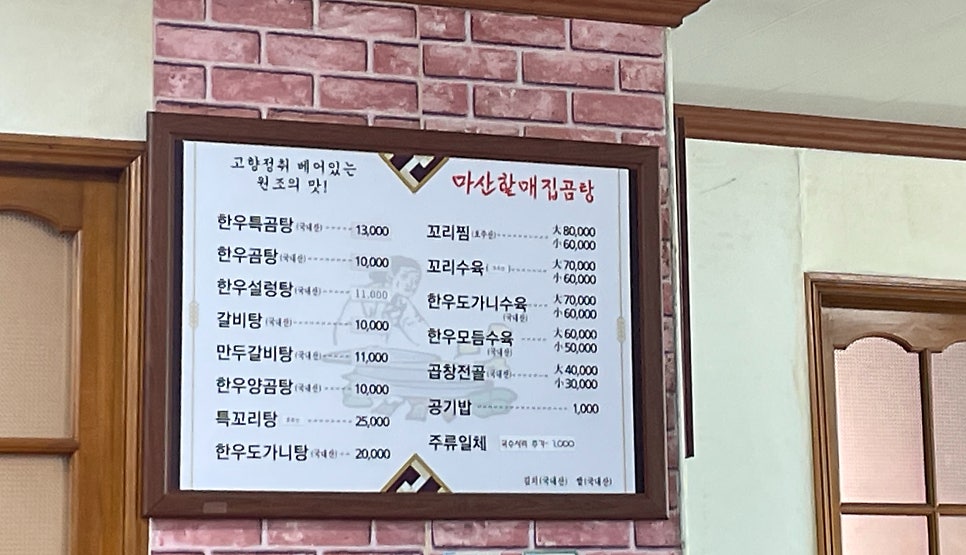 고향정취 베어있는
원조의 맛!
마산할매집곰탕
한우특곰탕 (국내산) ----- 13,000
한우곰탕 (국내산) -------- 10,000
한우설렁탕 (국내산) ------ 11,000
갈비탕 (국내산) ---------- 10,000
만두갈비탕 (국내산) ------ 11,000
한우양곰탕 (국내산) ------ 10,000
특꼬리탕 -------- 25,000
한우도가니탕 (국내산) -- 20,000
꼬리찜 (호주산) ---------- 大 80,000
小 60,000
꼬리수육 ------ 大 70,000
小 60,000
한우도가니수육 ---- 大 70,000
(국내산) 小 60,000
한우모듬수육 ----- 大 60,000
(국내산) 小 50,000
곱창전골 (국내산) ------- 大 40,000
小 30,000
공기밥 ---------------- 1,000
주류일체 국수사리 추가- 1,000
김치(국내산) 쌀(국내산)